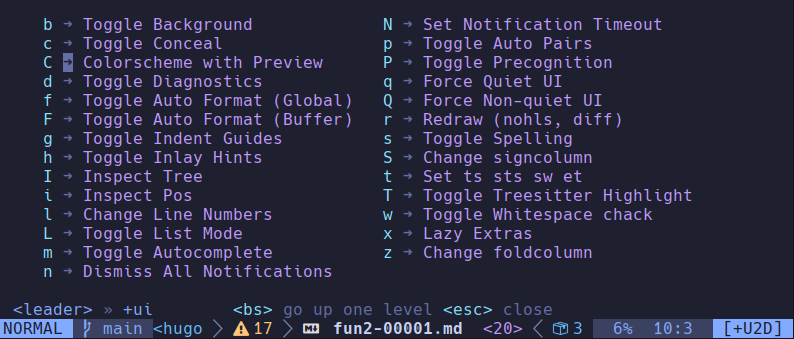 b → Toggle Background N → Set Notification Timeout
c → Toggle Conceal p → Toggle Auto Pairs
C → Colorscheme with Preview P → Toggle Precognition
d → Toggle Diagnostics q → Force Quiet UI
f → Toggle Auto Format (Global) Q → Force Non-quiet UI
F → Toggle Auto Format (Buffer) r → Redraw (nohls, diff)
g → Toggle Indent Guides s → Toggle Spelling
h → Toggle Inlay Hints S → Change signcolumn
I → Inspect Tree t → Set ts sts sw et
i → Inspect Pos T → Toggle Treesitter Highlight
l → Change Line Numbers w → Toggle Whitespace chack
L → Toggle List Mode x → Lazy Extras
m → Toggle Autocomplete z → Change foldcolumn
n → Dismiss All Notifications
<leader> » +ui <bs> go up one level <esc> close
NORMAL main <hugo 17 fun2-00001.md <20> 3 6% 10:3 [+U2D]